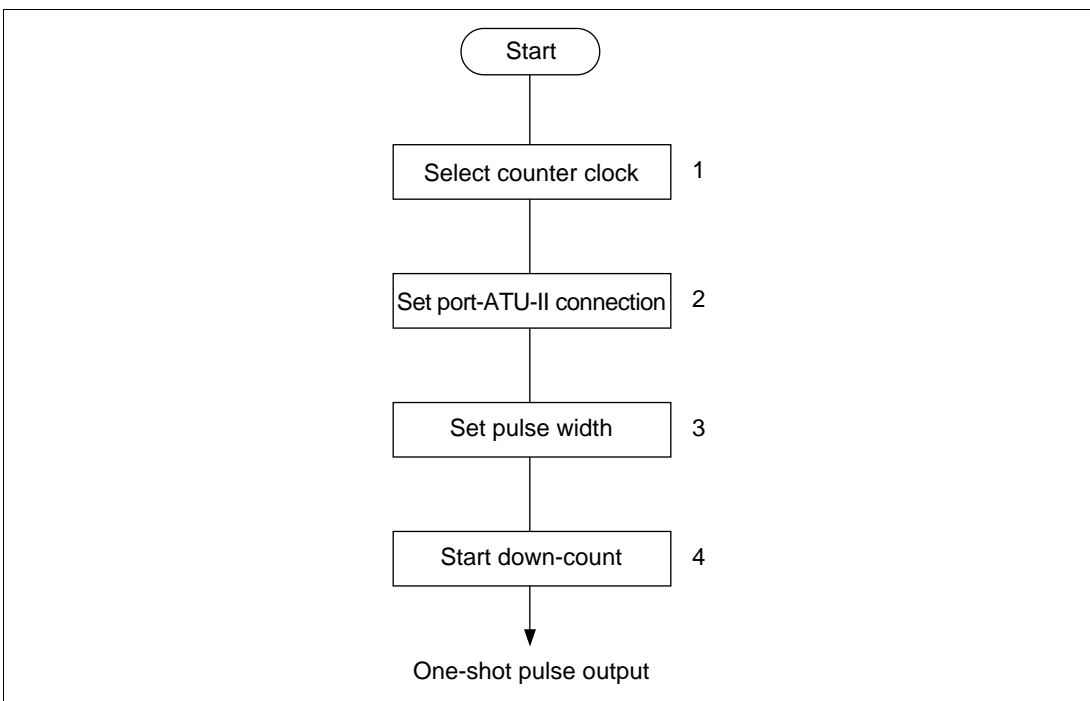 Start
Select counter clock 1
Set port-ATU-II connection 2
Set pulse width 3
Start down-count 4
One-shot pulse output